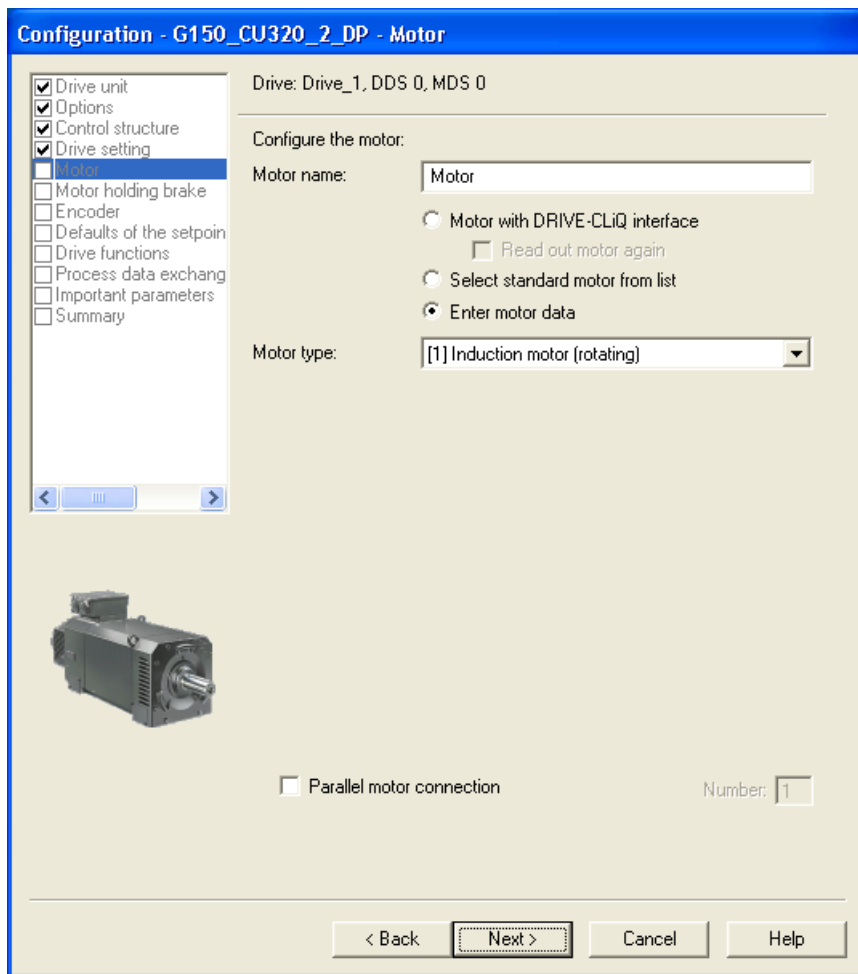 Configuration - G150_CU320_2_DP - Motor
Drive unit
Options
Control structure
Drive setting
Motor
Motor holding brake
Encoder
Defaults of the setpoin
Drive functions
Process data exchang
Important parameters
Summary
Drive: Drive_1, DDS 0, MDS 0
Configure the motor:
Motor name: Motor
Motor with DRIVE-CLiQ interface
Read out motor again
Select standard motor from list
Enter motor data
Motor type: [1] Induction motor (rotating)
Parallel motor connection Number: 1
< Back Next > Cancel Help